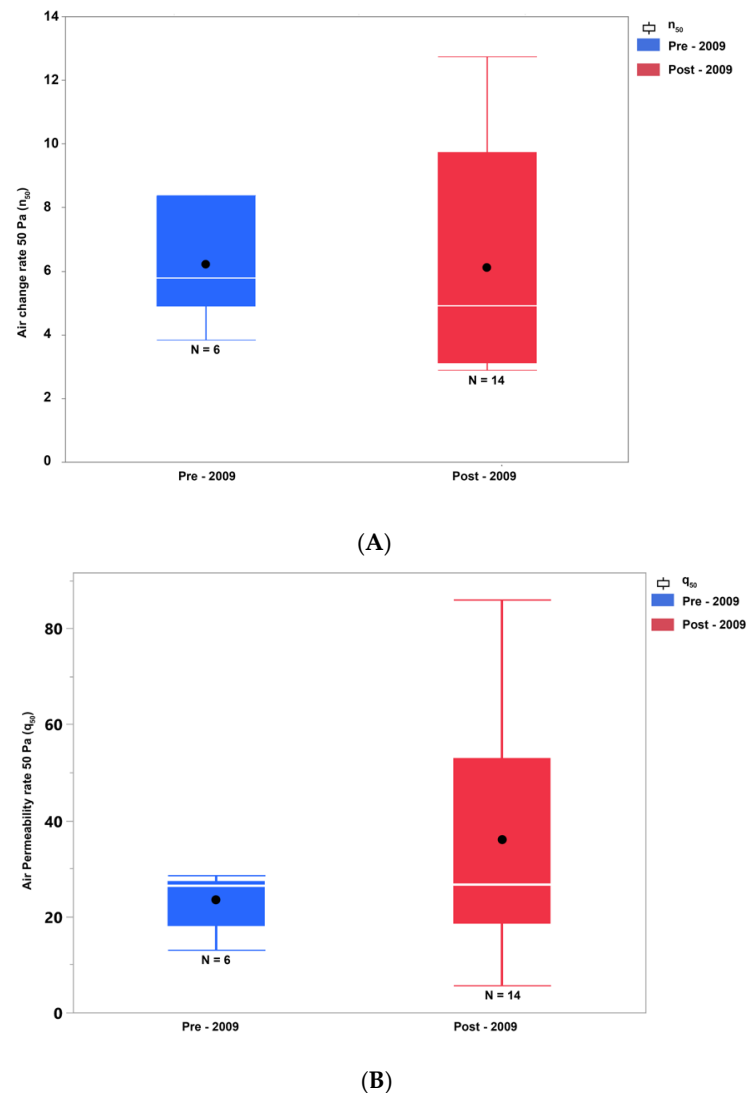 14
12
10
8
6
4
2
0
Air change rate 50 Pa (n₅₀)
N = 6
N = 14
Pre - 2009
Post - 2009
n₅₀
Pre - 2009
Post - 2009
(A)
80
60
40
20
0
Air Permeability rate 50 Pa (q₅₀)
N = 6
N = 14
Pre - 2009
Post - 2009
q₅₀
Pre - 2009
Post - 2009
(B)